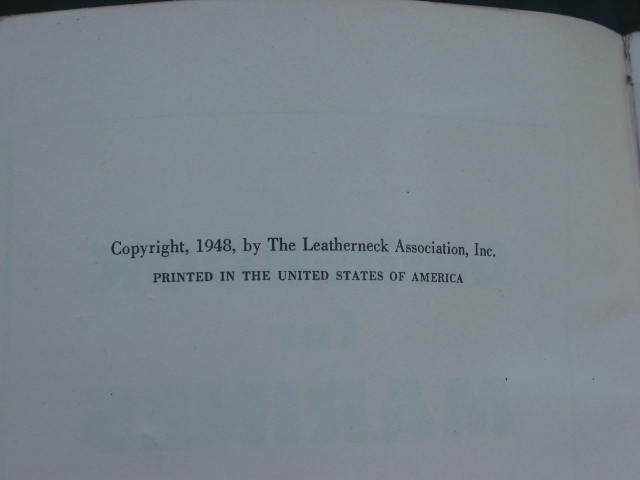 Copyright, 1948, by The Leatherneck Association, Inc.
PRINTED IN THE UNITED STATES OF AMERICA